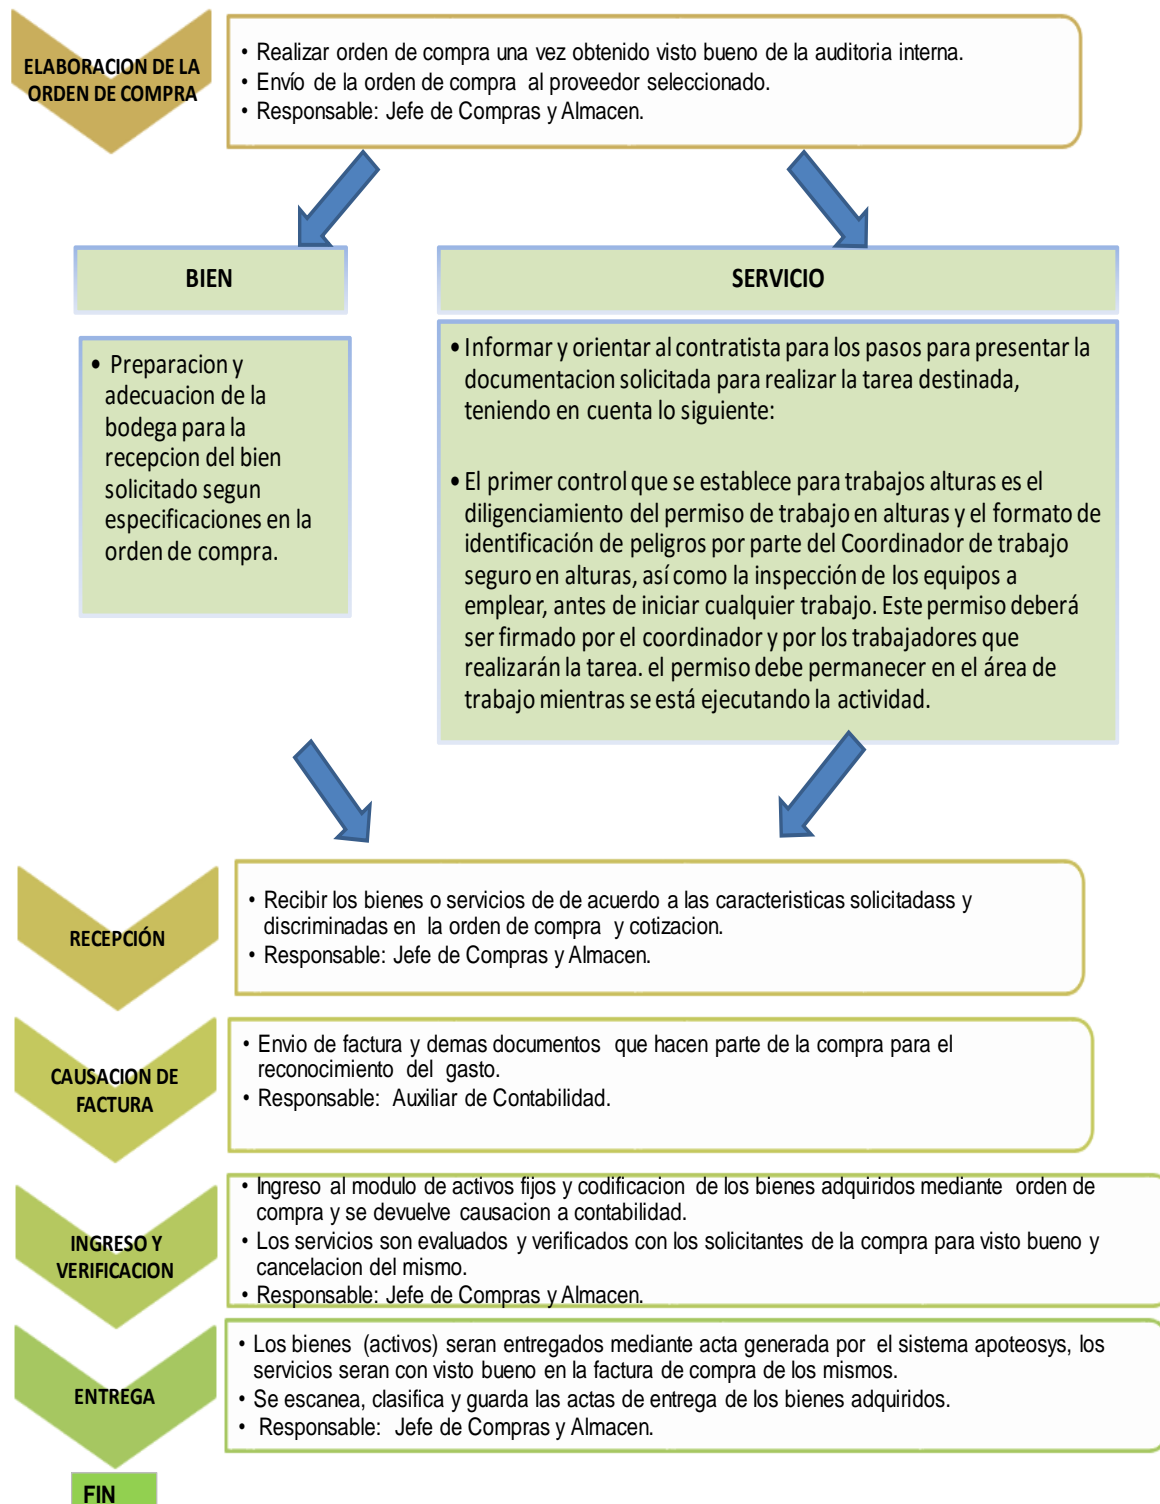 ELABORACION DE LA
ORDEN DE COMPRA
• Realizar orden de compra una vez obtenido visto bueno de la auditoria interna.
• Envío de la orden de compra al proveedor seleccionado.
• Responsable: Jefe de Compras y Almacen.
BIEN
• Preparacion y
adecuacion de la
bodega para la
recepcion del bien
solicitado segun
especificaciones en la
orden de compra.
SERVICIO
• Informar y orientar al contratista para los pasos para presentar la
documentacion solicitada para realizar la tarea destinada,
teniendo en cuenta lo siguiente:
• El primer control que se establece para trabajos alturas es el
diligenciamiento del permiso de trabajo en alturas y el formato de
identificación de peligros por parte del Coordinador de trabajo
seguro en alturas, así como la inspección de los equipos a
emplear, antes de iniciar cualquier trabajo. Este permiso deberá
ser firmado por el coordinador y por los trabajadores que
realizarán la tarea. el permiso debe permanecer en el área de
trabajo mientras se está ejecutando la actividad.
RECEPCIÓN
• Recibir los bienes o servicios de de acuerdo a las caracteristicas solicitadass y
discriminadas en la orden de compra y cotizacion.
• Responsable: Jefe de Compras y Almacen.
CAUSACION DE
FACTURA
• Envio de factura y demas documentos que hacen parte de la compra para el
reconocimiento del gasto.
• Responsable: Auxiliar de Contabilidad.
INGRESO Y
VERIFICACION
• Ingreso al modulo de activos fijos y codificacion de los bienes adquiridos mediante orden de
compra y se devuelve causacion a contabilidad.
• Los servicios son evaluados y verificados con los solicitantes de la compra para visto bueno y
cancelacion del mismo.
• Responsable: Jefe de Compras y Almacen.
ENTREGA
• Los bienes (activos) seran entregados mediante acta generada por el sistema apoteosys, los
servicios seran con visto bueno en la factura de compra de los mismos.
• Se escanea, clasifica y guarda las actas de entrega de los bienes adquiridos.
• Responsable: Jefe de Compras y Almacen.
FIN